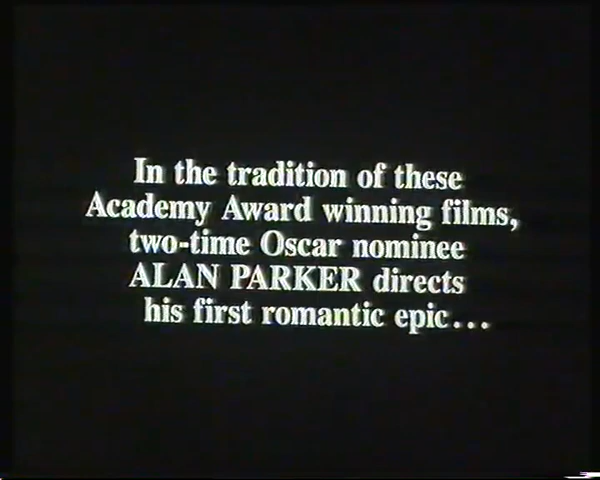 In the tradition of these
Academy Award winning films,
two-time Oscar nominee
ALAN PARKER directs
his first romantic epic...